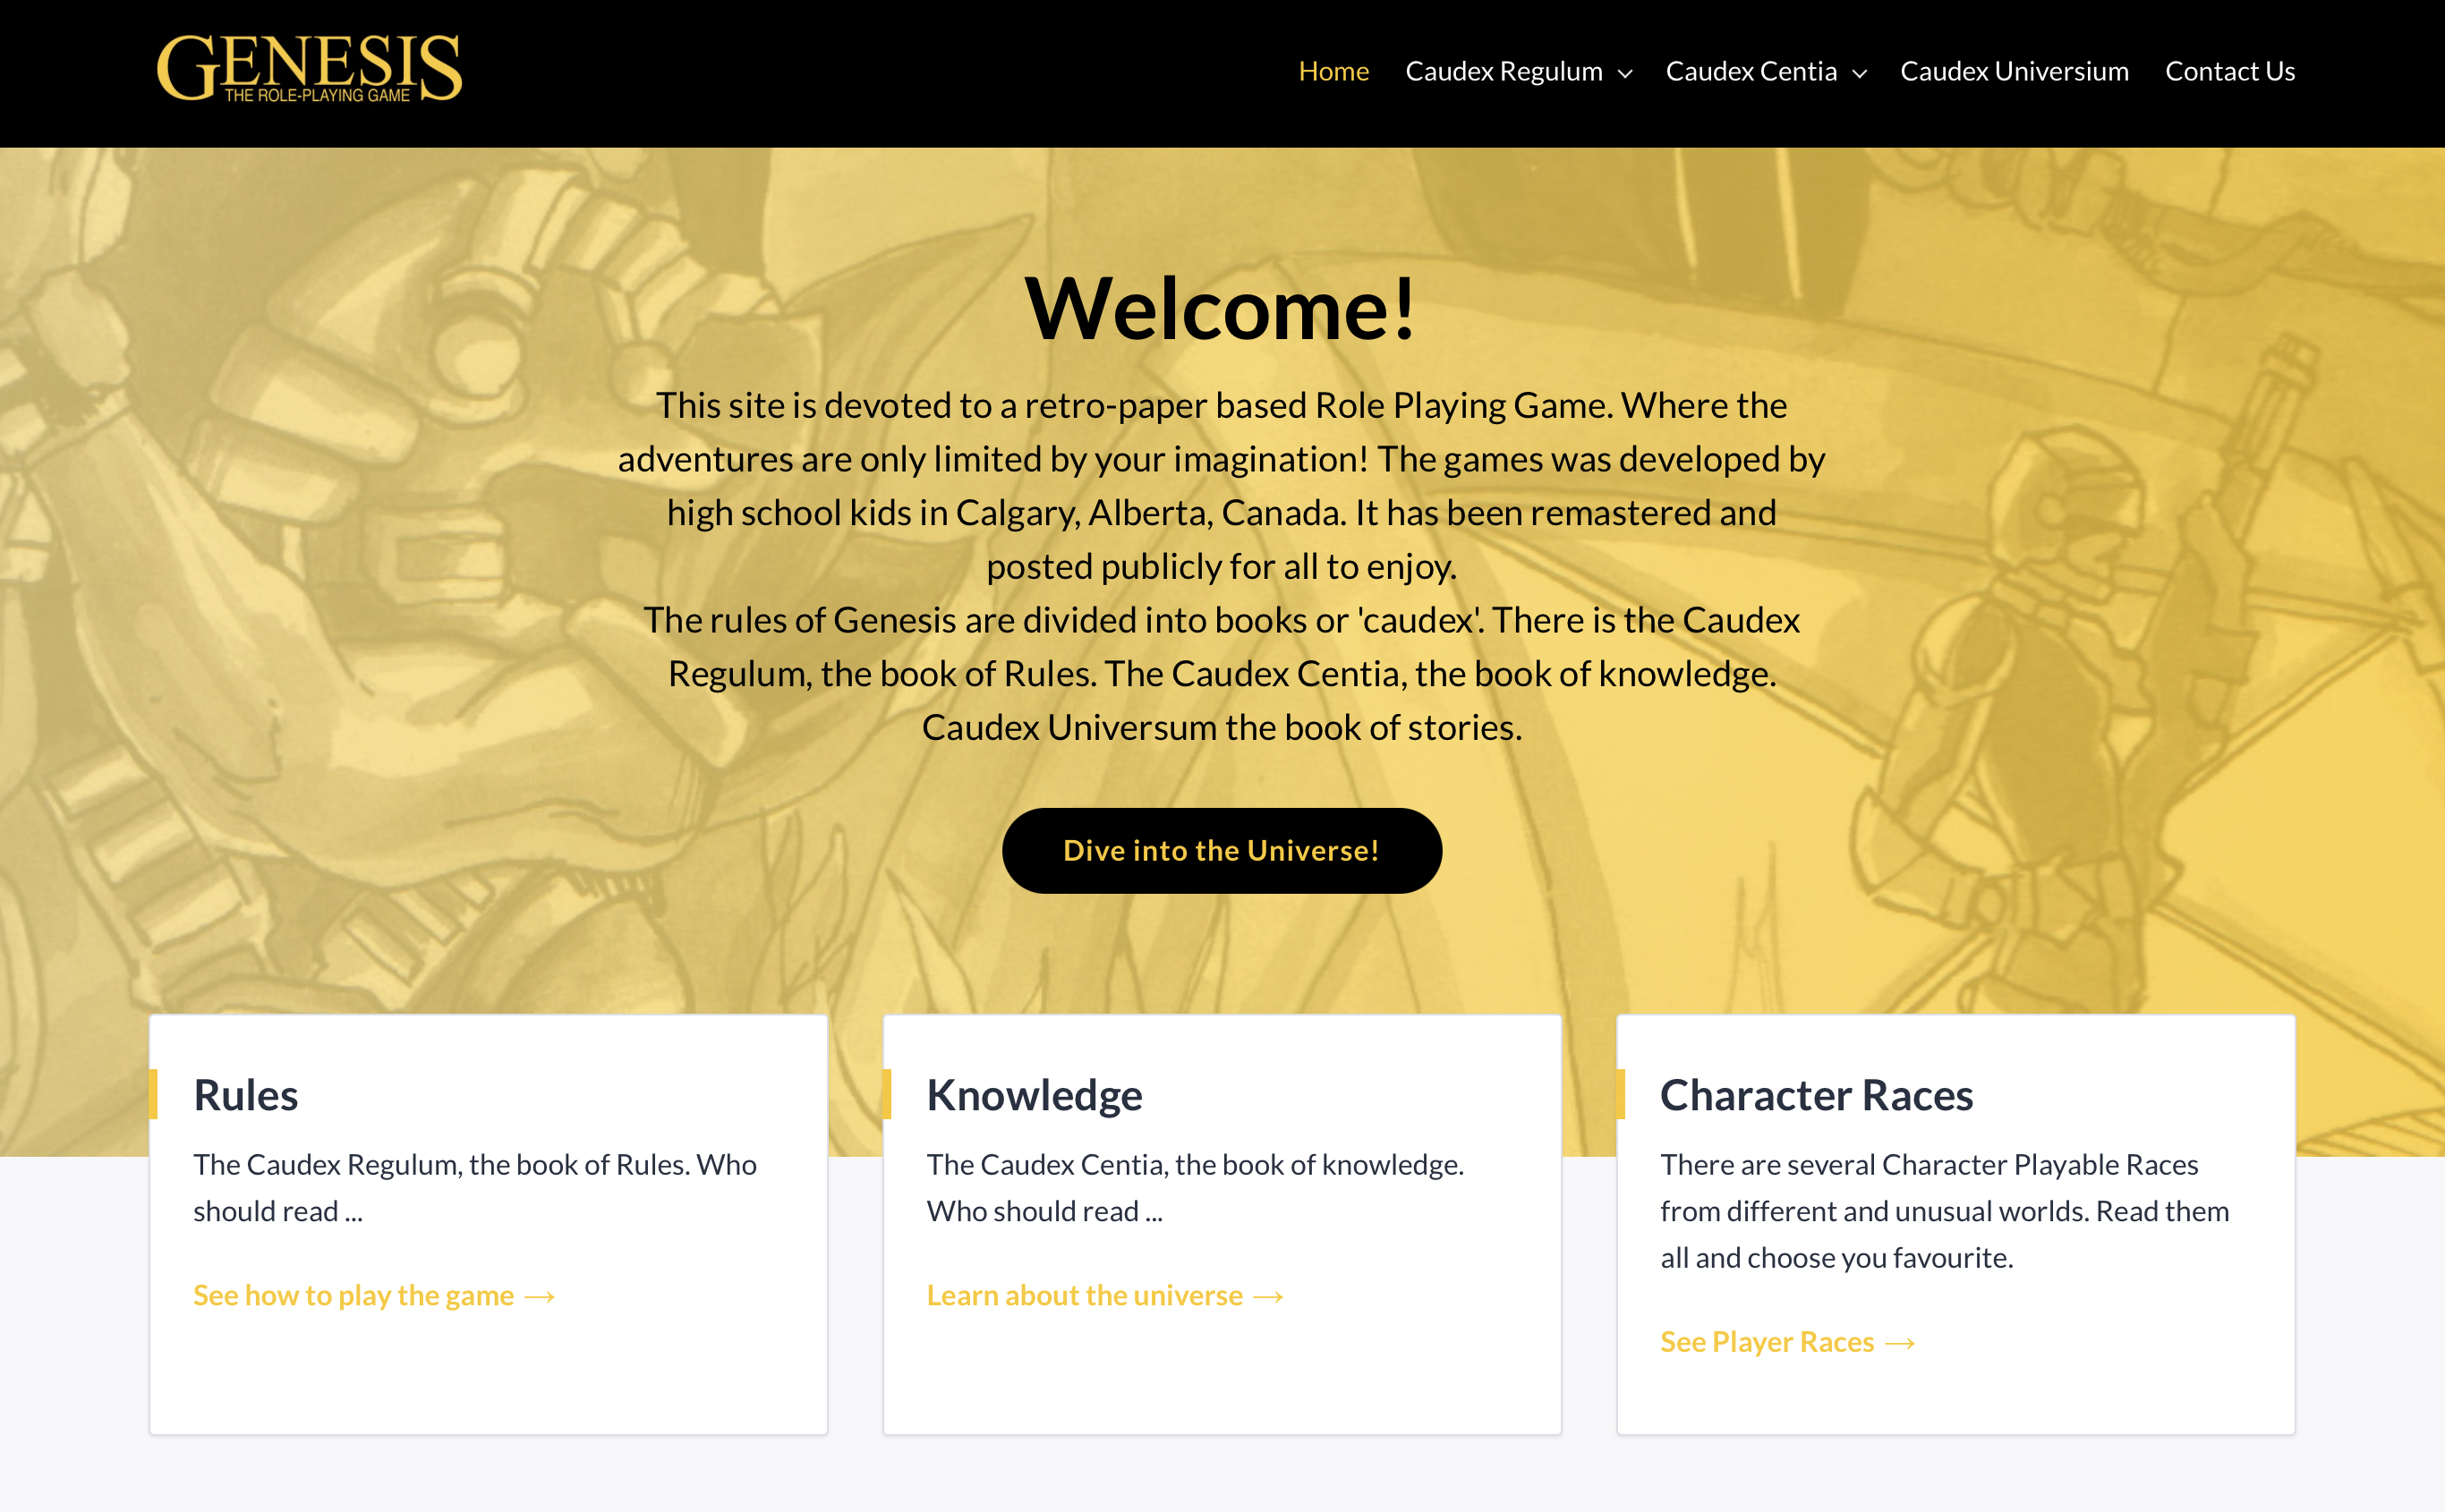 GENESIS
THE ROLE-PLAYING GAME
Home Caudex Regulum Caudex Centia Caudex Universium Contact Us
Welcome!
This site is devoted to a retro-paper based Role Playing Game. Where the
adventures are only limited by your imagination! The games was developed by
high school kids in Calgary, Alberta, Canada. It has been remastered and
posted publicly for all to enjoy.
The rules of Genesis are divided into books or 'caudex'. There is the Caudex
Regulum, the book of Rules. The Caudex Centia, the book of knowledge.
Caudex Universum the book of stories.
Dive into the Universe!
Rules
The Caudex Regulum, the book of Rules. Who
should read ...
See how to play the game →
Knowledge
The Caudex Centia, the book of knowledge.
Who should read ...
Learn about the universe →
Character Races
There are several Character Playable Races
from different and unusual worlds. Read them
all and choose you favourite.
See Player Races →